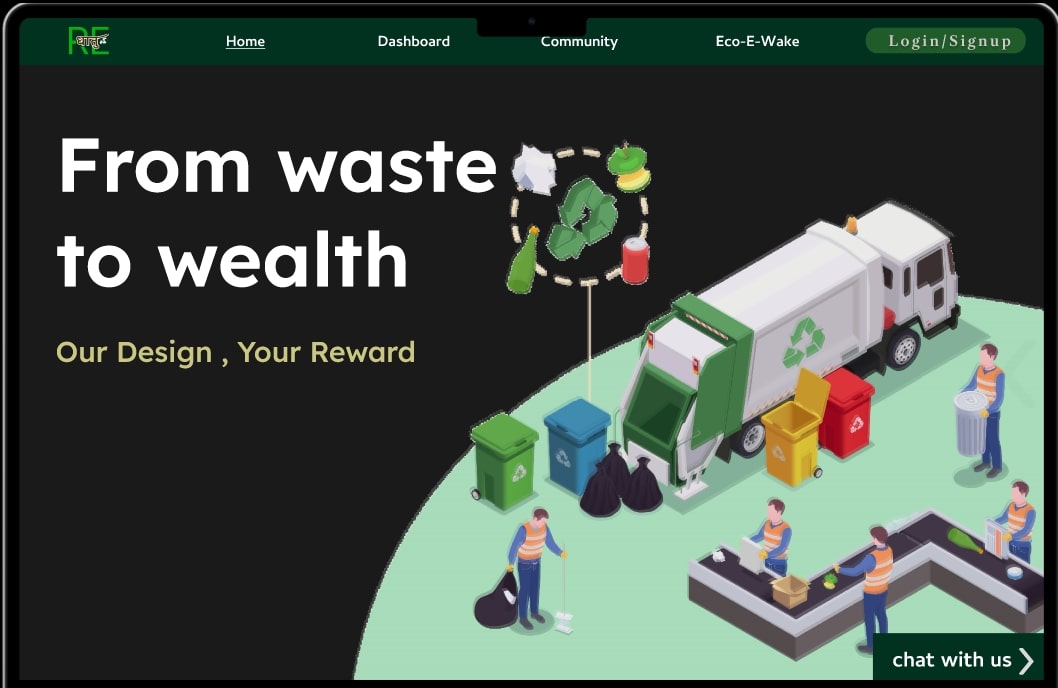 RE
धातु
Home
Dashboard
Community
Eco-E-Wake
Login/Signup
From waste
to wealth
Our Design , Your Reward
chat with us